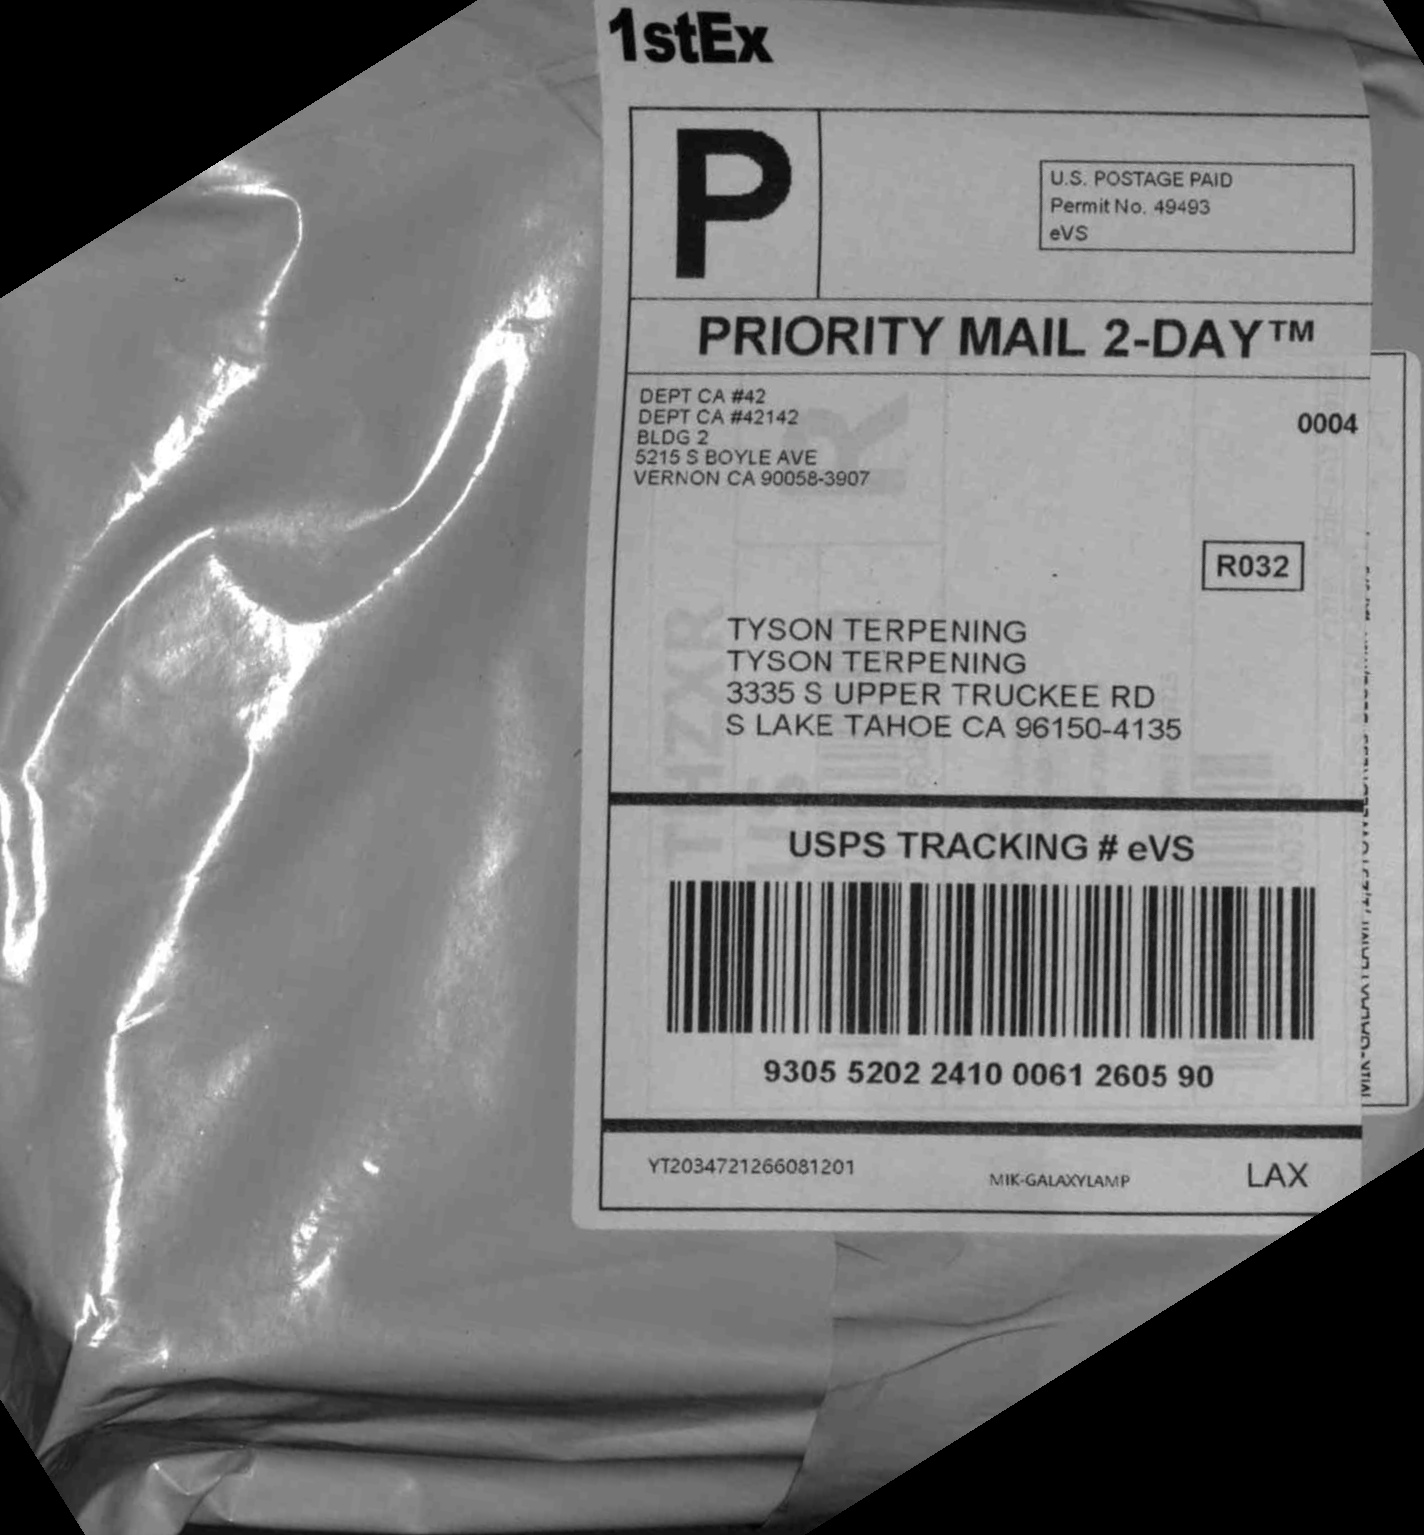 1stEx
P
U.S. POSTAGE PAID
Permit No. 49493
eVS
PRIORITY MAIL 2-DAY™
DEPT CA #42
DEPT CA #42142
BLDG 2
5215 S BOYLE AVE
VERNON CA 90058-3907
0004
R032
TYSON TERPENING
TYSON TERPENING
3335 S UPPER TRUCKEE RD
S LAKE TAHOE CA 96150-4135
USPS TRACKING # eVS
9305 5202 2410 0061 2605 90
YT2034721266081201
MIK-GALAXYLAMP
LAX
R
THZXR